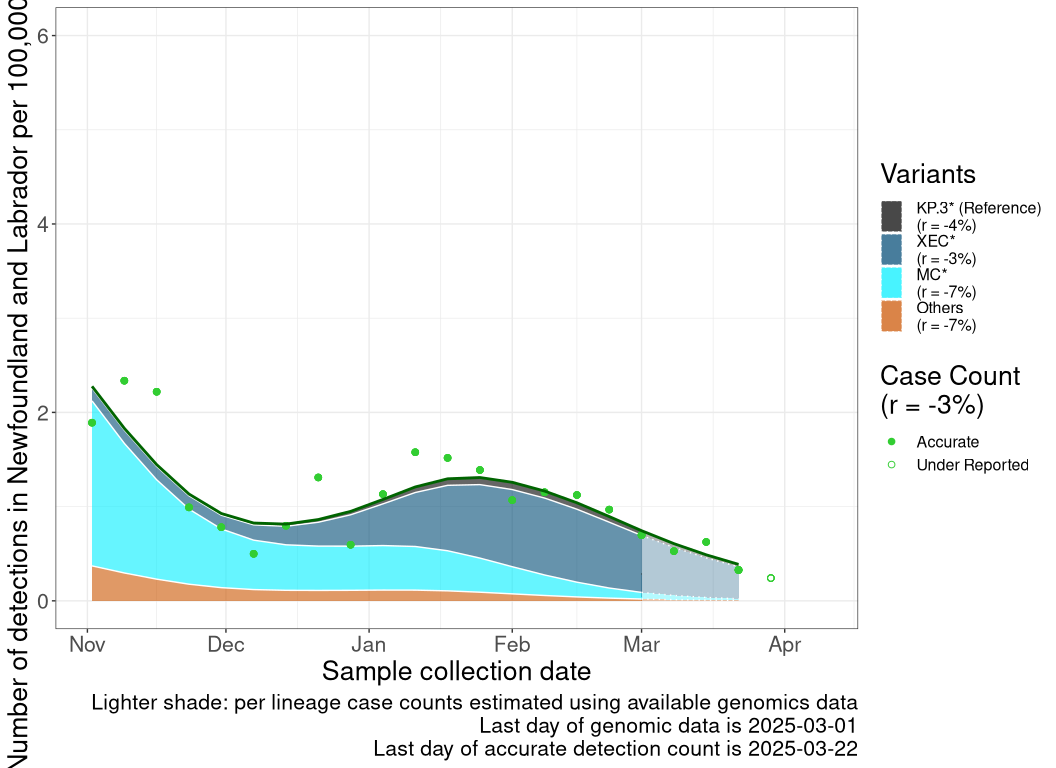 Number of detections in Newfoundland and Labrador per 100,000
6
4
2
0
Nov
Dec
Jan
Feb
Mar
Apr
Sample collection date
Lighter shade: per lineage case counts estimated using available genomics data
Last day of genomic data is 2025-03-01
Last day of accurate detection count is 2025-03-22
Variants
KP.3* (Reference)
(r = -4%)
XEC*
(r = -3%)
MC*
(r = -7%)
Others
(r = -7%)
Case Count
(r = -3%)
Accurate
Under Reported